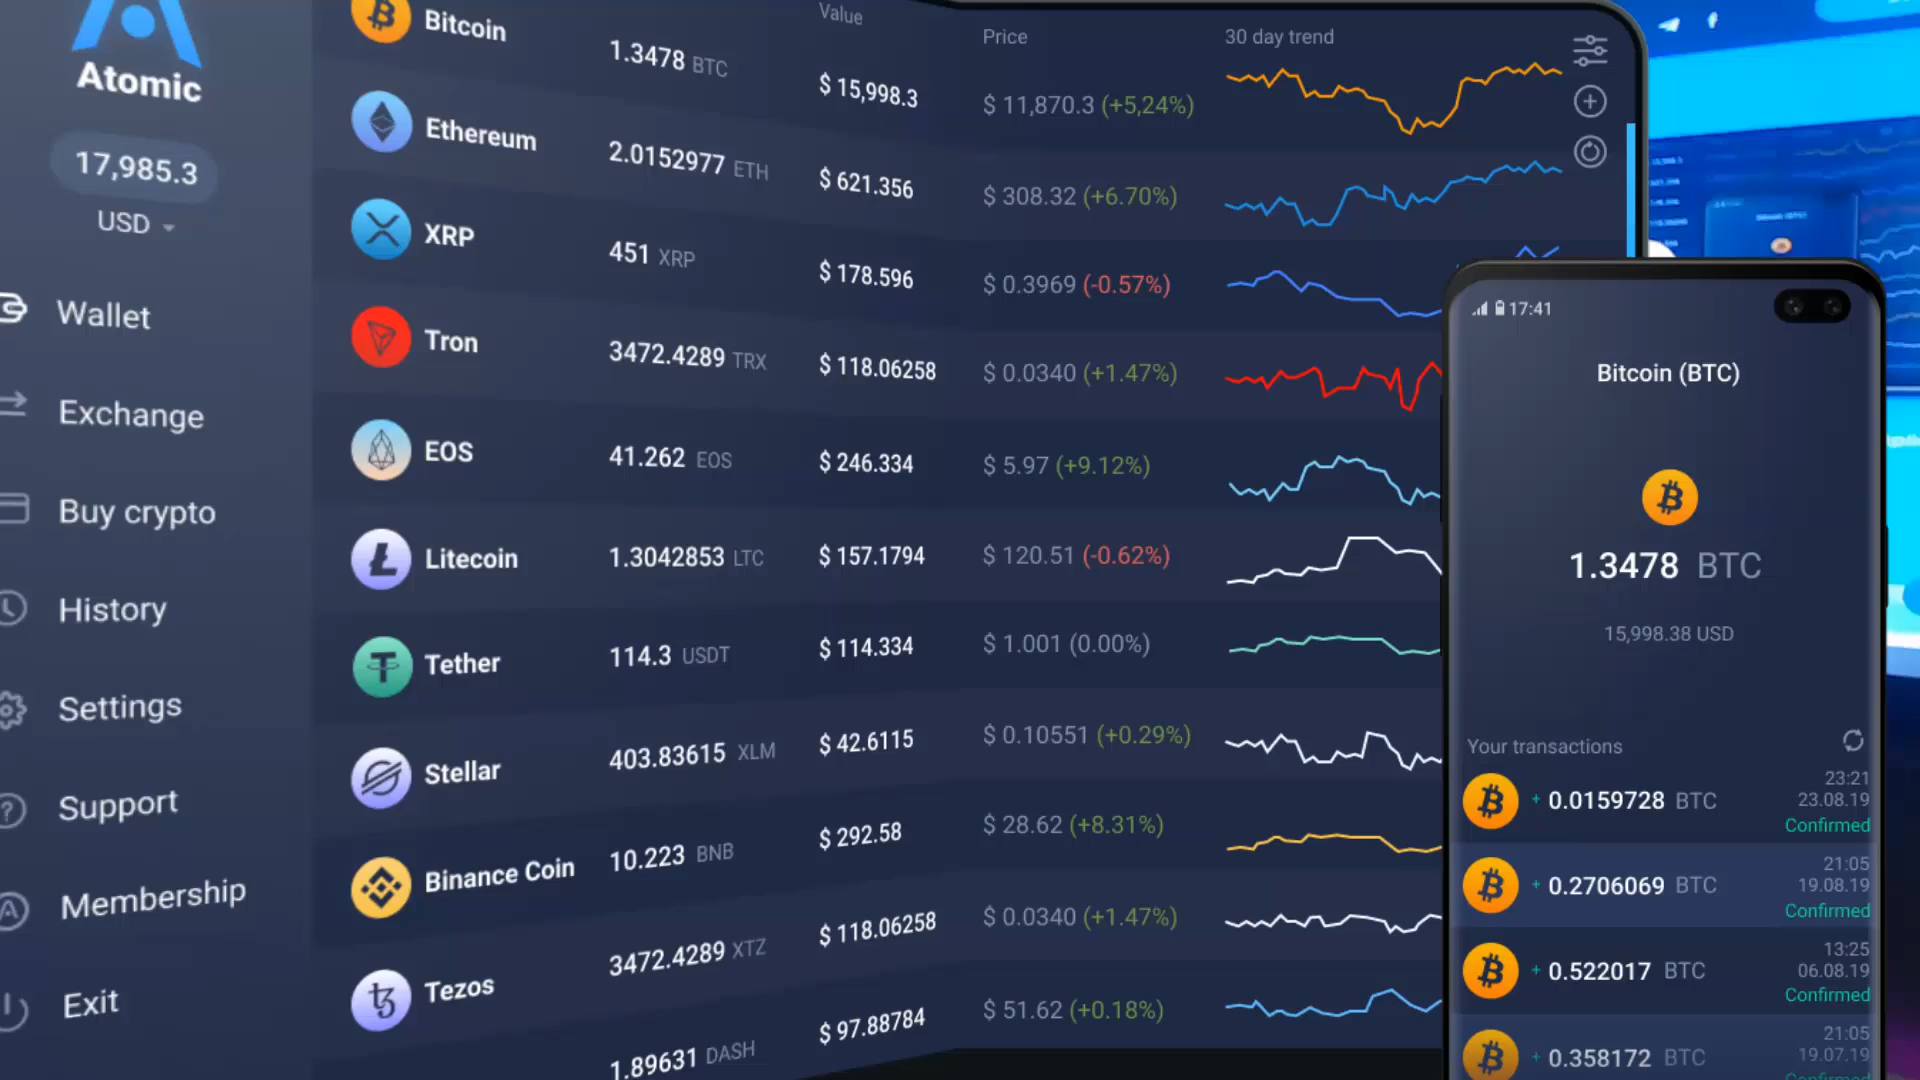 Atomic
17,985.3
USD
Wallet
Exchange
Buy crypto
History
Settings
Support
Membership
Exit
Value
Price
30 day trend
Bitcoin 1.3478 BTC $ 15,998.3 $ 11,870.3 (+5,24%)
Ethereum 2.0152977 ETH $ 621.356 $ 308.32 (+6.70%)
XRP 451 XRP $ 178.596 $ 0.3969 (-0.57%)
Tron 3472.4289 TRX $ 118.06258 $ 0.0340 (+1.47%)
EOS 41.262 EOS $ 246.334 $ 5.97 (+9.12%)
Litecoin 1.3042853 LTC $ 157.1794 $ 120.51 (-0.62%)
Tether 114.3 USDT $ 114.334 $ 1.001 (0.00%)
Stellar 403.83615 XLM $ 42.6115 $ 0.10551 (+0.29%)
Binance Coin 10.223 BNB $ 292.58 $ 28.62 (+8.31%)
Tezos 3472.4289 XTZ $ 118.06258 $ 0.0340 (+1.47%)
1.89631 DASH $ 97.88784 $ 51.62 (+0.18%)
17:41
Bitcoin (BTC)
1.3478 BTC
15,998.38 USD
Your transactions
+ 0.0159728 BTC
23:21
23.08.19
Confirmed
+ 0.2706069 BTC
21:05
19.08.19
Confirmed
+ 0.522017 BTC
13:25
06.08.19
Confirmed
+ 0.358172 BTC
21:05
19.07.19
Confirmed